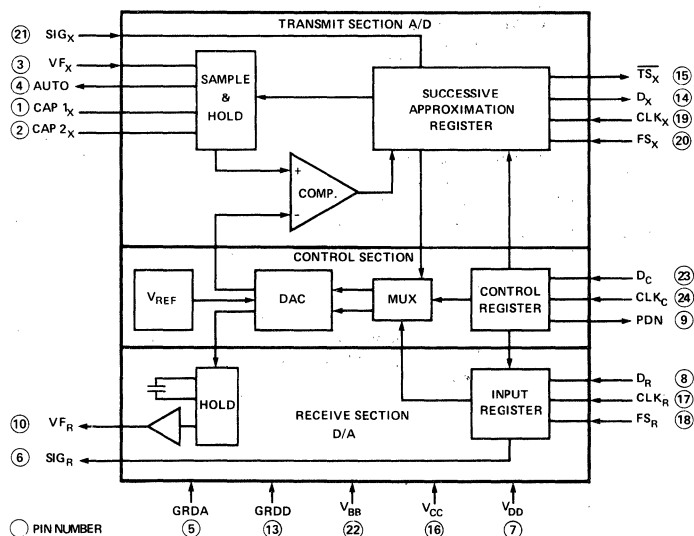 TRANSMIT SECTION A/D
21 SIGX
3 VFX
4 AUTO
1 CAP 1X
2 CAP 2X
SAMPLE
&
HOLD
SUCCESSIVE
APPROXIMATION
REGISTER
TSX 15
DX 14
CLKX 19
FSX 20
+
COMP.
−
CONTROL SECTION
VREF
DAC
MUX
CONTROL
REGISTER
DC 23
CLKC 24
PDN 9
HOLD
RECEIVE SECTION
D/A
INPUT
REGISTER
DR 8
CLKR 17
FSR 18
10 VFR
6 SIGR
GRDA
5
GRDD
13
VBB
22
VCC
16
VDD
7
PIN NUMBER